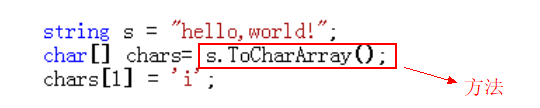 string s = "hello,world!";
char[] chars= s.ToCharArray();
chars[1] = 'i';
方法